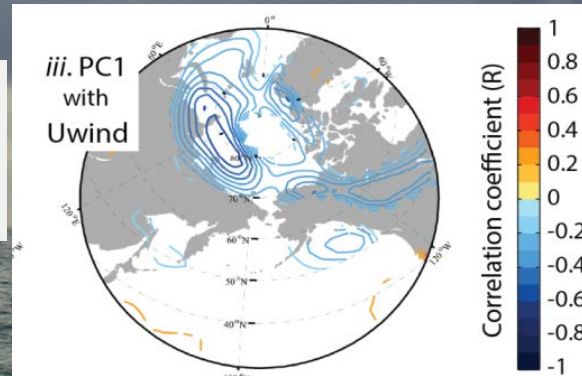 iii. PC1
with
Uwind
0°
60°E
60°W
120°E
120°W
80°N
70°N
60°N
50°N
40°N
Correlation coefficient (R)
1
0.8
0.6
0.4
0.2
0
-0.2
-0.4
-0.6
-0.8
-1